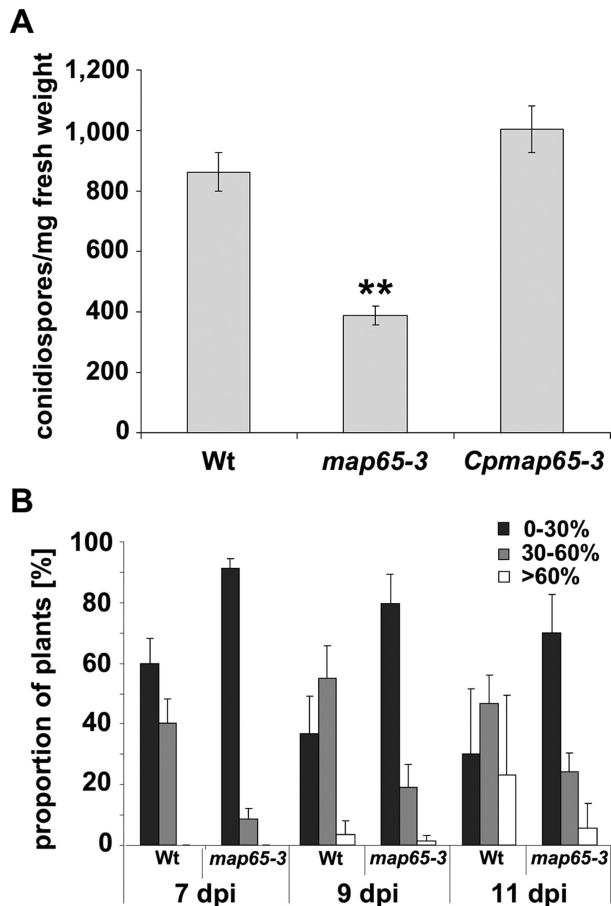 A
conidiospores/mg fresh weight
1,200
1,000
800
600
400
200
0
**
Wt map65-3 Cpmap65-3
B
proportion of plants [%]
100
80
60
40
20
0
0-30%
30-60%
>60%
Wt map65-3 Wt map65-3 Wt map65-3
7 dpi 9 dpi 11 dpi